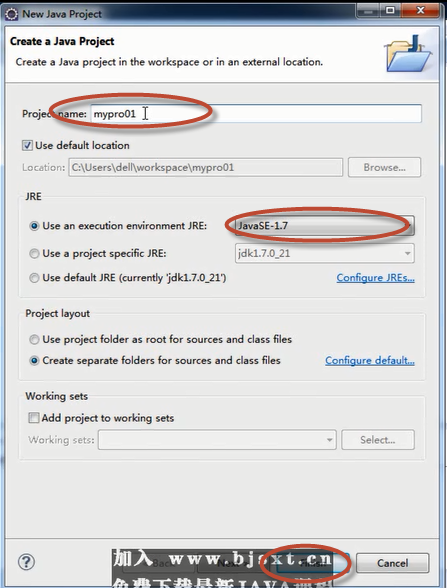 New Java Project
Create a Java Project
Create a Java project in the workspace or in an external location.
Project name: mypro01
Use default location
Location: C:\Users\dell\workspace\mypro01 Browse...
JRE
Use an execution environment JRE: JavaSE-1.7
Use a project specific JRE: jdk1.7.0_21
Use default JRE (currently 'jdk1.7.0_21') Configure JREs...
Project layout
Use project folder as root for sources and class files
Create separate folders for sources and class files Configure default...
Working sets
Add project to working sets
Working sets: Select...
Cancel
加入 www.bjsxt.cn
免费下载最新JAVA